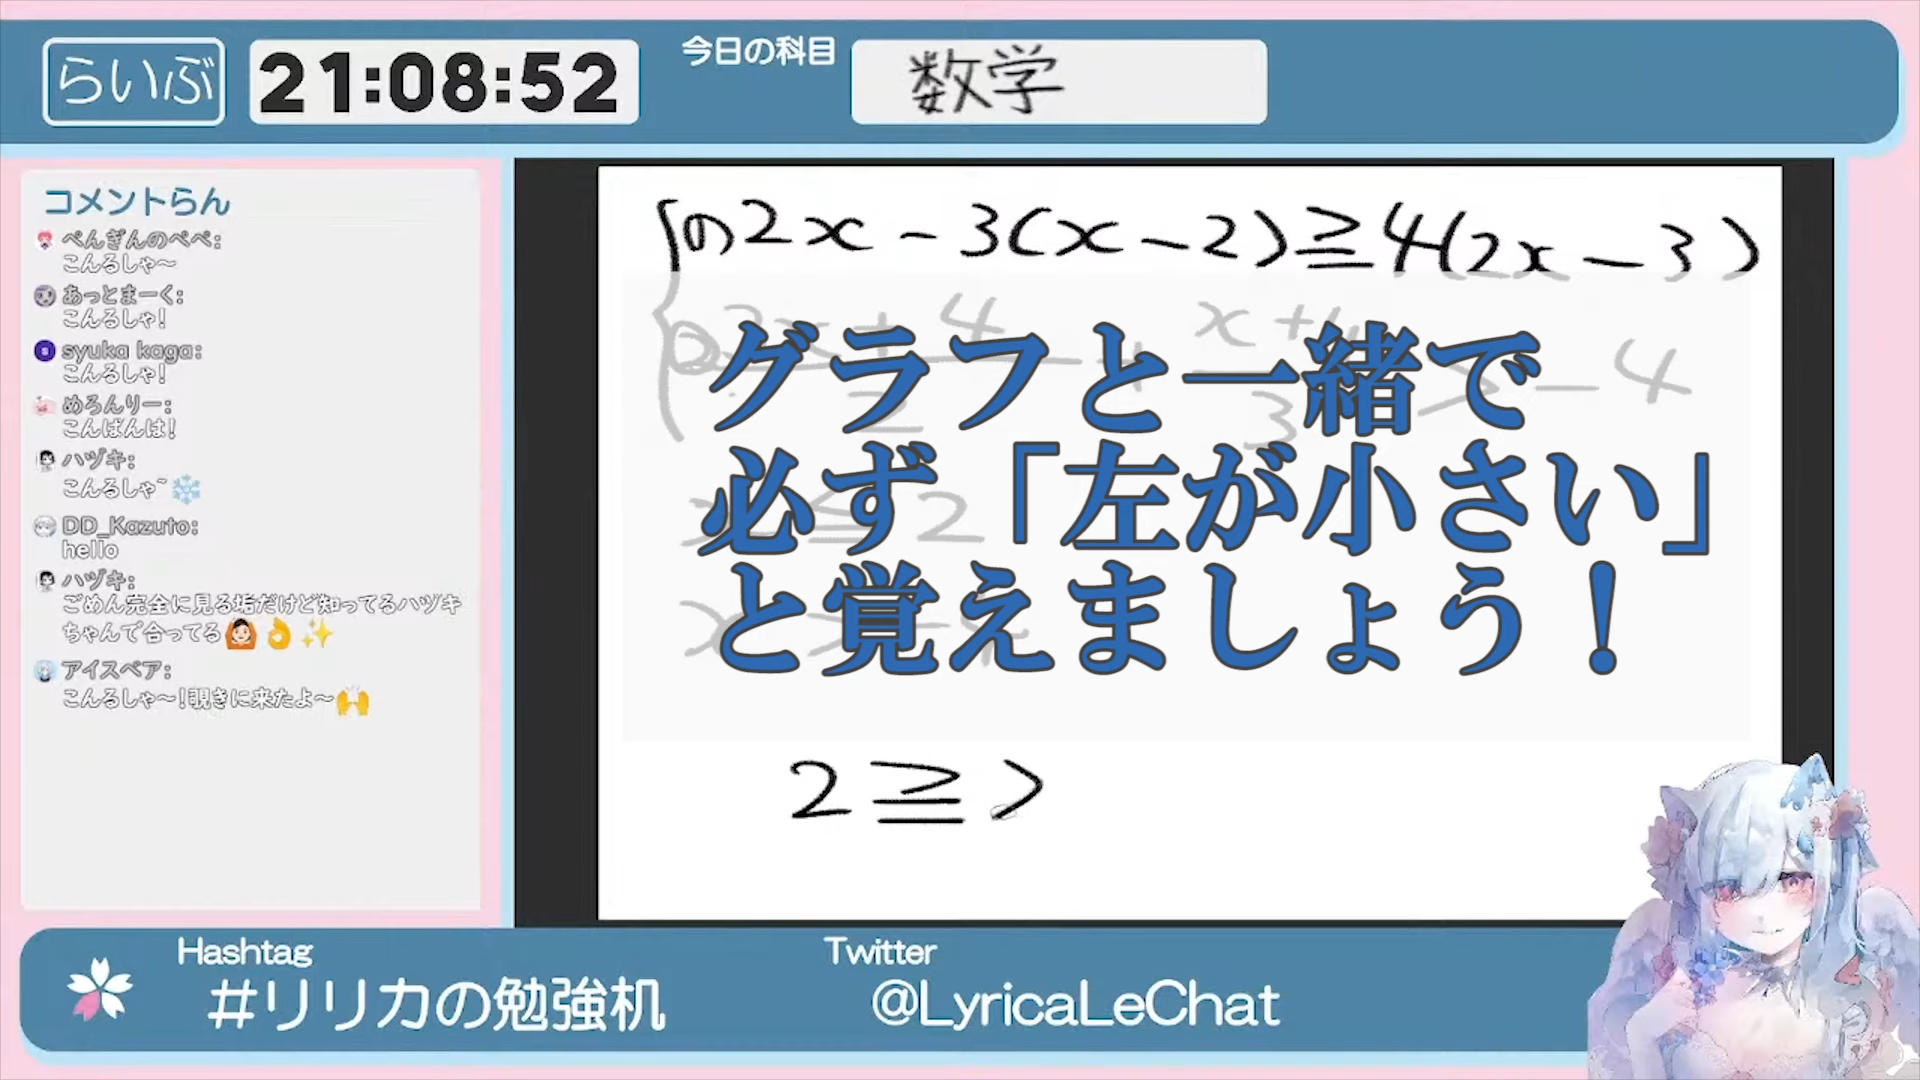 らいぶ
21:08:52
今日の科目
数学
コメントらん
ぺんぎんのペペ:
こんるしゃ〜
あっとまーく:
こんるしゃ!
syuka kaga:
こんるしゃ!
めろんりー:
こんばんは!
ハヅキ:
こんるしゃ~❄️
DD_Kazuto:
hello
ハヅキ:
ごめん完全に見る垢だけど知ってるハヅキ
ちゃんで合ってる🙆🏻👌✨
アイスベア:
こんるしゃ〜!覗きに来たよ〜🙌
2x - 3(x - 2) ≧ 4(2x - 3)
グラフと一緒で
必ず「左が小さい」
と覚えましょう！
2 ≧
Hashtag
#リリカの勉強机
Twitter
@LyricaLeChat